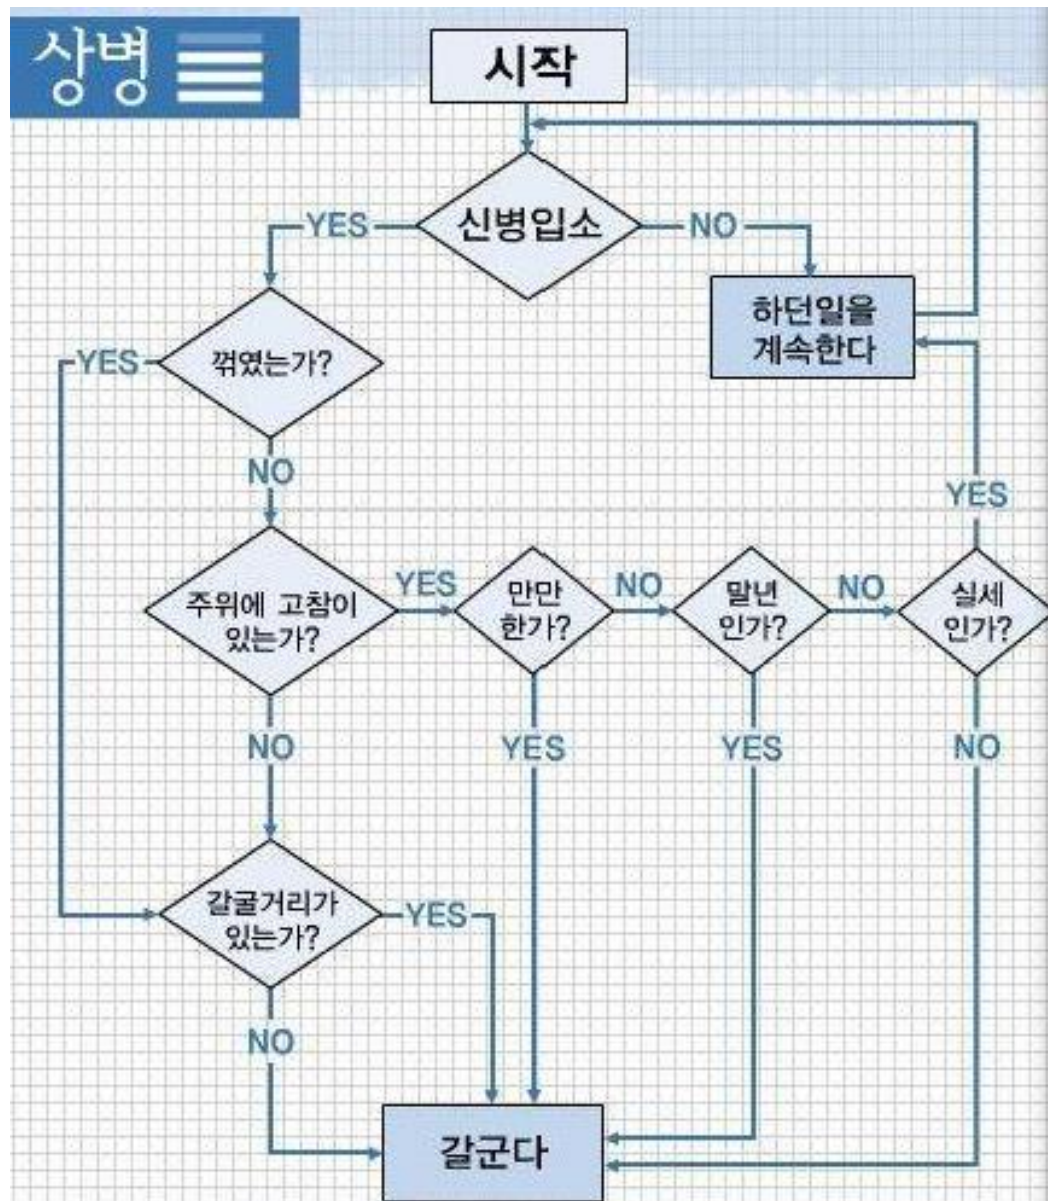 상병
시작
YES
신병입소
NO
하던일을
계속한다
YES
꺾였는가?
NO
YES
주위에 고참이
있는가?
YES
만만
한가?
NO
말년
인가?
NO
실세
인가?
NO
YES
YES
NO
갈굴거리가
있는가?
YES
NO
갈군다